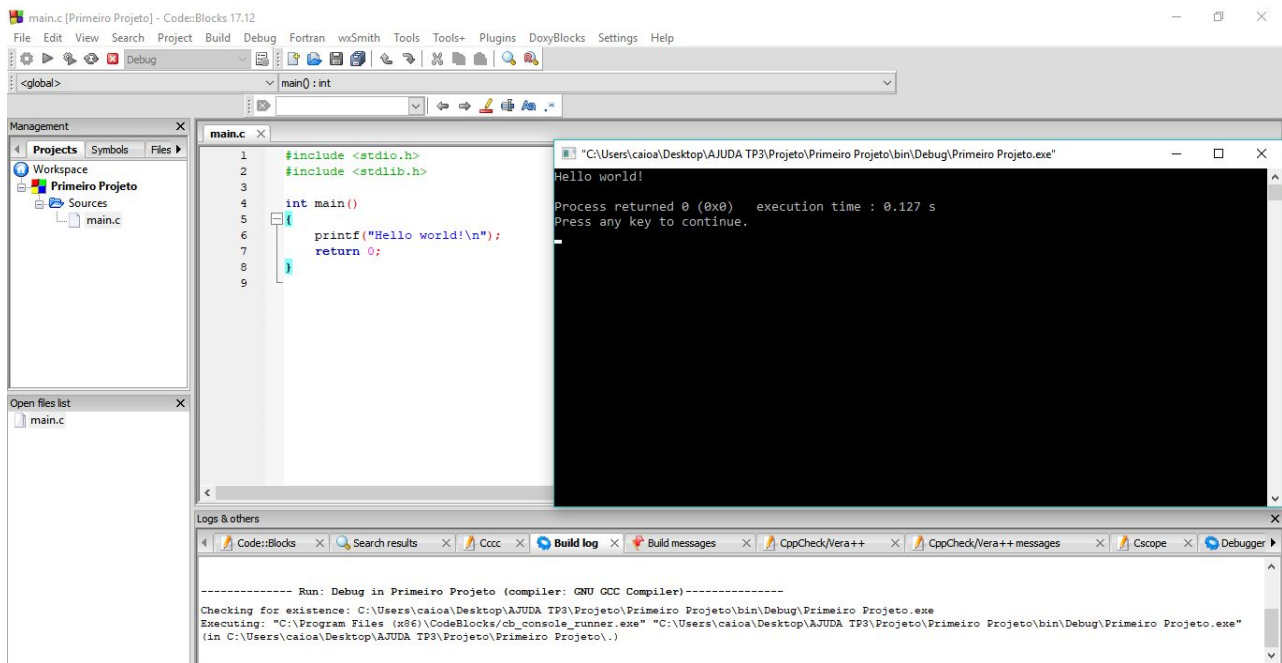 main.c [Primeiro Projeto] - Code::Blocks 17.12
File Edit View Search Project Build Debug Fortran wxSmith Tools Tools+ Plugins DoxyBlocks Settings Help
Debug
<global>
main() : int
Management
Projects Symbols Files
Workspace
Primeiro Projeto
Sources
main.c
Open files list
main.c
main.c
1 #include <stdio.h>
2 #include <stdlib.h>
3
4 int main()
5 {
6 printf("Hello world!\n");
7 return 0;
8 }
9
"C:\Users\caioa\Desktop\AJUDA TP3\Projeto\Primeiro Projeto\bin\Debug\Primeiro Projeto.exe"
Hello world!
Process returned 0 (0x0) execution time : 0.127 s
Press any key to continue.
Logs & others
Code::Blocks Search results Cccc Build log Build messages CppCheck/Vera++ CppCheck/Vera++ messages Cscope Debugger
-------------- Run: Debug in Primeiro Projeto (compiler: GNU GCC Compiler)---------------
Checking for existence: C:\Users\caioa\Desktop\AJUDA TP3\Projeto\Primeiro Projeto\bin\Debug\Primeiro Projeto.exe
Executing: "C:\Program Files (x86)\CodeBlocks/cb_console_runner.exe" "C:\Users\caioa\Desktop\AJUDA TP3\Projeto\Primeiro Projeto\bin\Debug\Primeiro Projeto.exe"
(in C:\Users\caioa\Desktop\AJUDA TP3\Projeto\Primeiro Projeto\.)